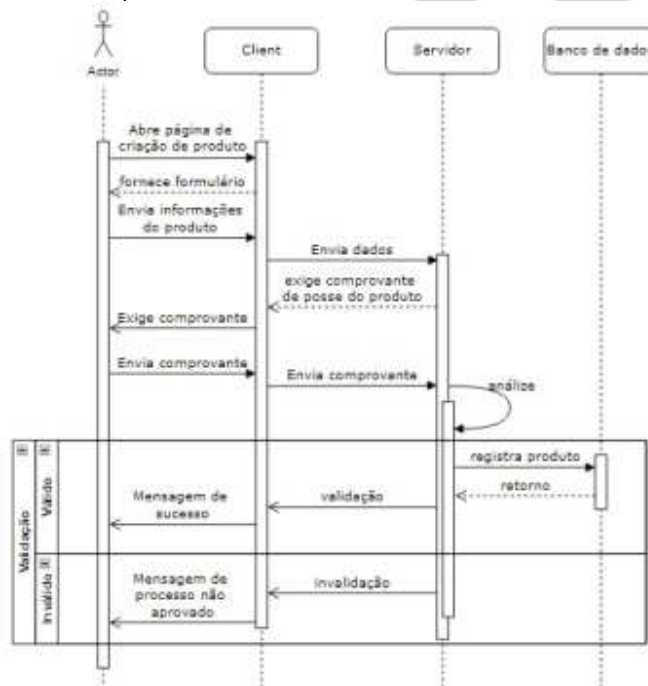 Actor
Client
Servidor
Banco de dados
Abre página de
criação de produto
fornece formulário
Envia informações
do produto
Envia dados
exige comprovante
de posse do produto
Exige comprovante
Envia comprovante
Envia comprovante
análize
Validação
Válido
registra produto
retorno
validação
Mensagem de
sucesso
Inválido
invalidação
Mensagem de
processo não
aprovado